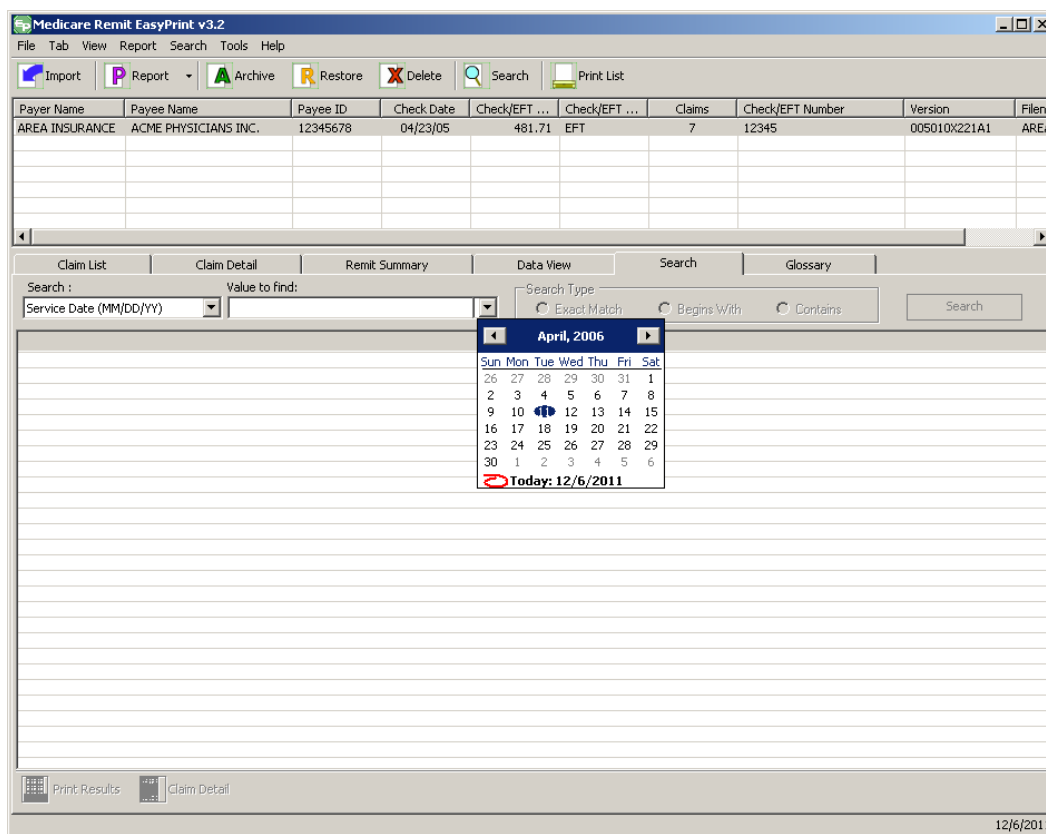 Medicare Remit EasyPrint v3.2
File Tab View Report Search Tools Help
Import P Report A Archive R Restore X Delete Search Print List
Payer Name Payee Name Payee ID Check Date Check/EFT ... Check/EFT ... Claims Check/EFT Number Version Filen
AREA INSURANCE ACME PHYSICIANS INC. 12345678 04/23/05 481.71 EFT 7 12345 005010X221A1 AREA
Claim List Claim Detail Remit Summary Data View Search Glossary
Search : Value to find: Search Type
Service Date (MM/DD/YY) Exact Match Begins With Contains Search
April, 2006
Sun Mon Tue Wed Thu Fri Sat
26 27 28 29 30 31 1
2 3 4 5 6 7 8
9 10 11 12 13 14 15
16 17 18 19 20 21 22
23 24 25 26 27 28 29
30 1 2 3 4 5 6
Today: 12/6/2011
Print Results Claim Detail
12/6/201